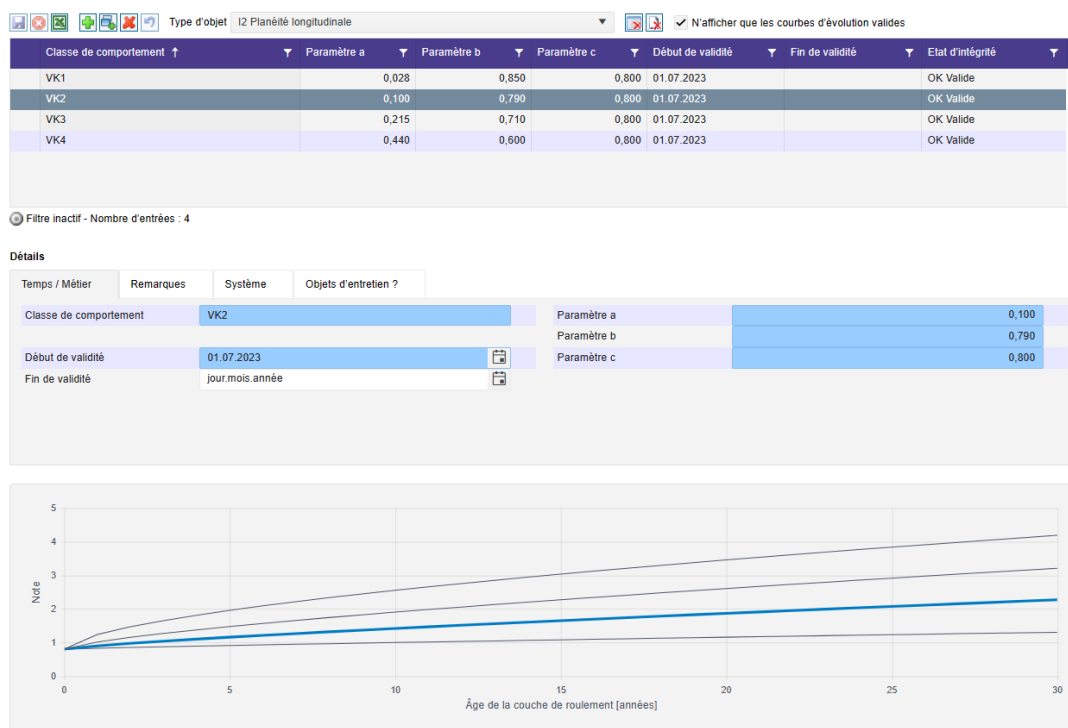 Type d'objet I2 Planéité longitudinale N'afficher que les courbes d'évolution valides
Classe de comportement ↑ Paramètre a Paramètre b Paramètre c Début de validité Fin de validité Etat d'intégrité
VK1 0,028 0,850 0,800 01.07.2023 OK Valide
VK2 0,100 0,790 0,800 01.07.2023 OK Valide
VK3 0,215 0,710 0,800 01.07.2023 OK Valide
VK4 0,440 0,600 0,800 01.07.2023 OK Valide
Filtre inactif - Nombre d'entrées : 4
Détails
Temps / Métier Remarques Système Objets d'entretien ?
Classe de comportement VK2 Paramètre a 0,100
Paramètre b 0,790
Début de validité 01.07.2023 Paramètre c 0,800
Fin de validité jour.mois.année
5
4
3
2
1
0
Note
0 5 10 15 20 25 30
Âge de la couche de roulement [années]